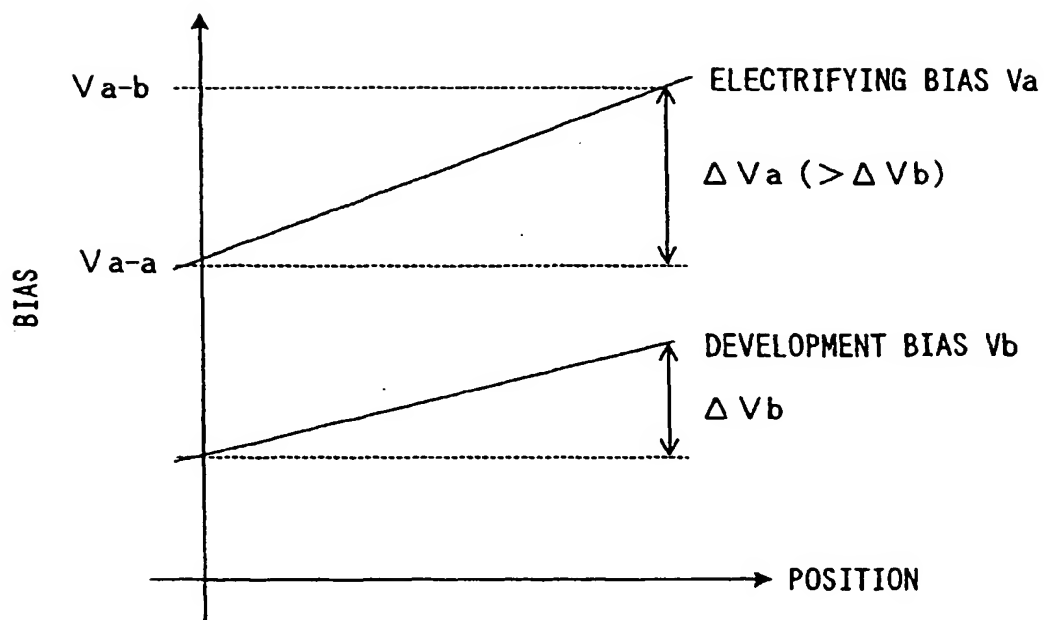 Va-b
ELECTRIFYING BIAS Va
ΔVa (>ΔVb)
Va-a
BIAS
DEVELOPMENT BIAS Vb
ΔVb
POSITION